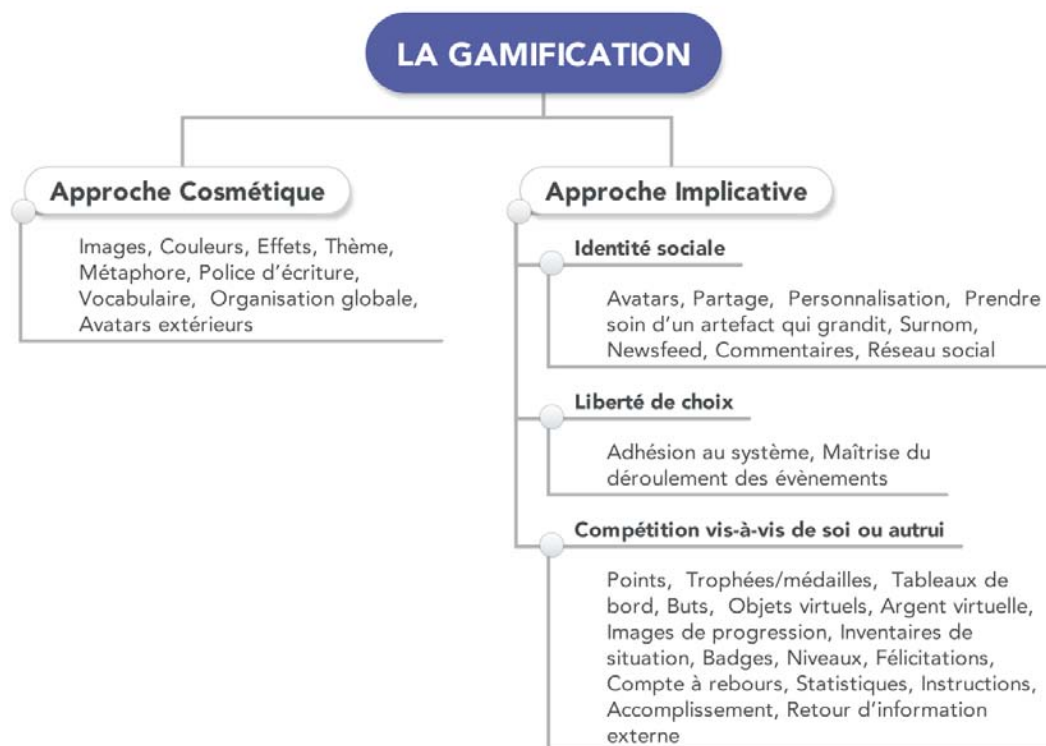 LA GAMIFICATION
Approche Cosmétique
Images, Couleurs, Effets, Thème,
Métaphore, Police d'écriture,
Vocabulaire, Organisation globale,
Avatars extérieurs
Approche Implicative
Identité sociale
Avatars, Partage, Personnalisation, Prendre
soin d'un artefact qui grandit, Surnom,
Newsfeed, Commentaires, Réseau social
Liberté de choix
Adhésion au système, Maîtrise du
déroulement des évènements
Compétition vis-à-vis de soi ou autrui
Points, Trophées/médailles, Tableaux de
bord, Buts, Objets virtuels, Argent virtuelle,
Images de progression, Inventaires de
situation, Badges, Niveaux, Félicitations,
Compte à rebours, Statistiques, Instructions,
Accomplissement, Retour d'information
externe